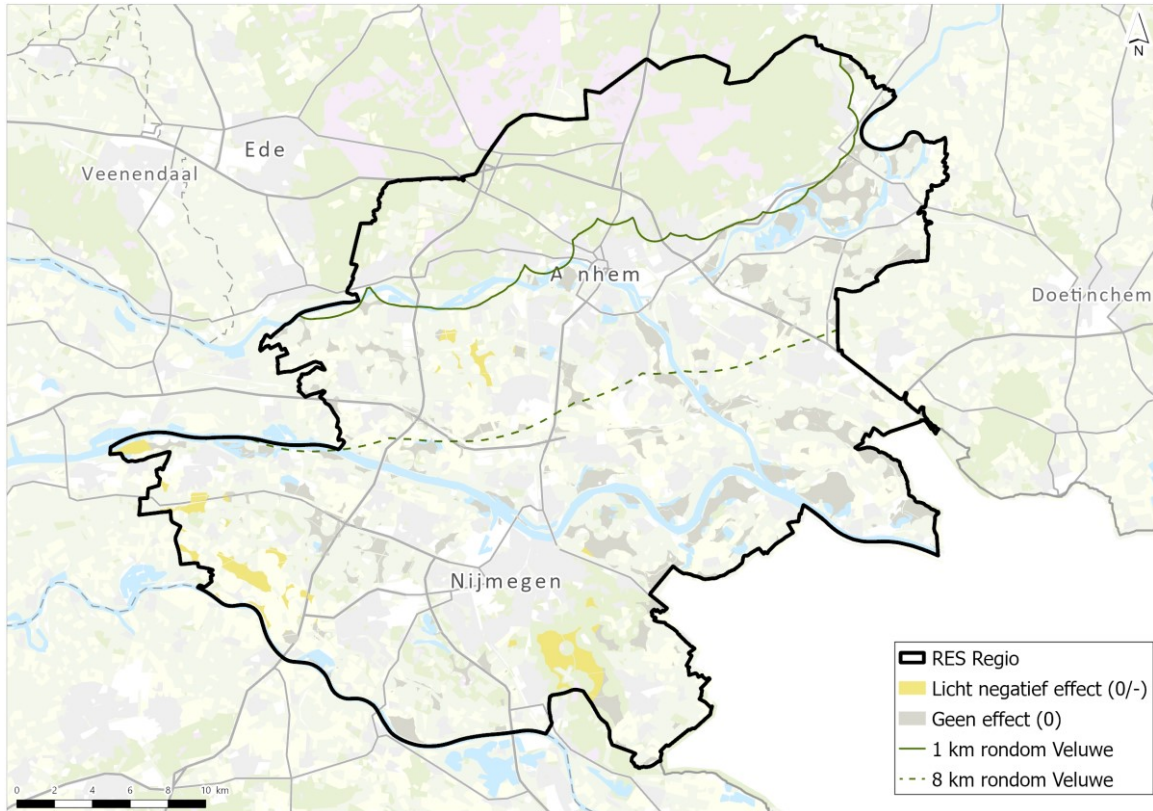 N
Ede
Veenendaal
A nhem
Doetinchem
Nijmegen
RES Regio
Licht negatief effect (0/-)
Geen effect (0)
1 km rondom Veluwe
8 km rondom Veluwe
0 2 4 6 8 10 km